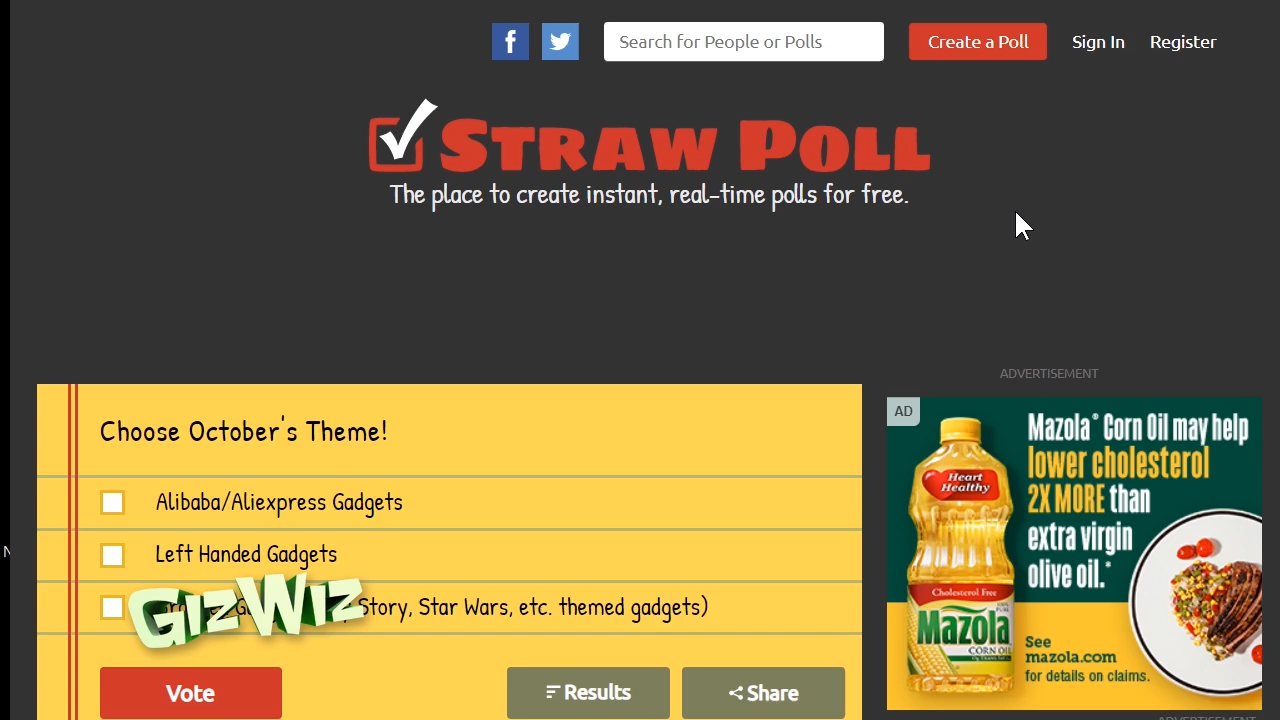 f
Search for People or Polls
Create a Poll
Sign In
Register
STRAW POLL
The place to create instant, real-time polls for free.
ADVERTISEMENT
Choose October's Theme!
Alibaba/Aliexpress Gadgets
Left Handed Gadgets
Story, Star Wars, etc. themed gadgets)
GIZWIZ
Vote
Results
Share
AD
Mazola® Corn Oil may help
lower cholesterol
2X MORE than
extra virgin
olive oil.*
See
mazola.com
for details on claims.
Heart
Healthy
Cholesterol Free
100%
PURE
Mazola
CORN OIL
ADVERTISEMENT